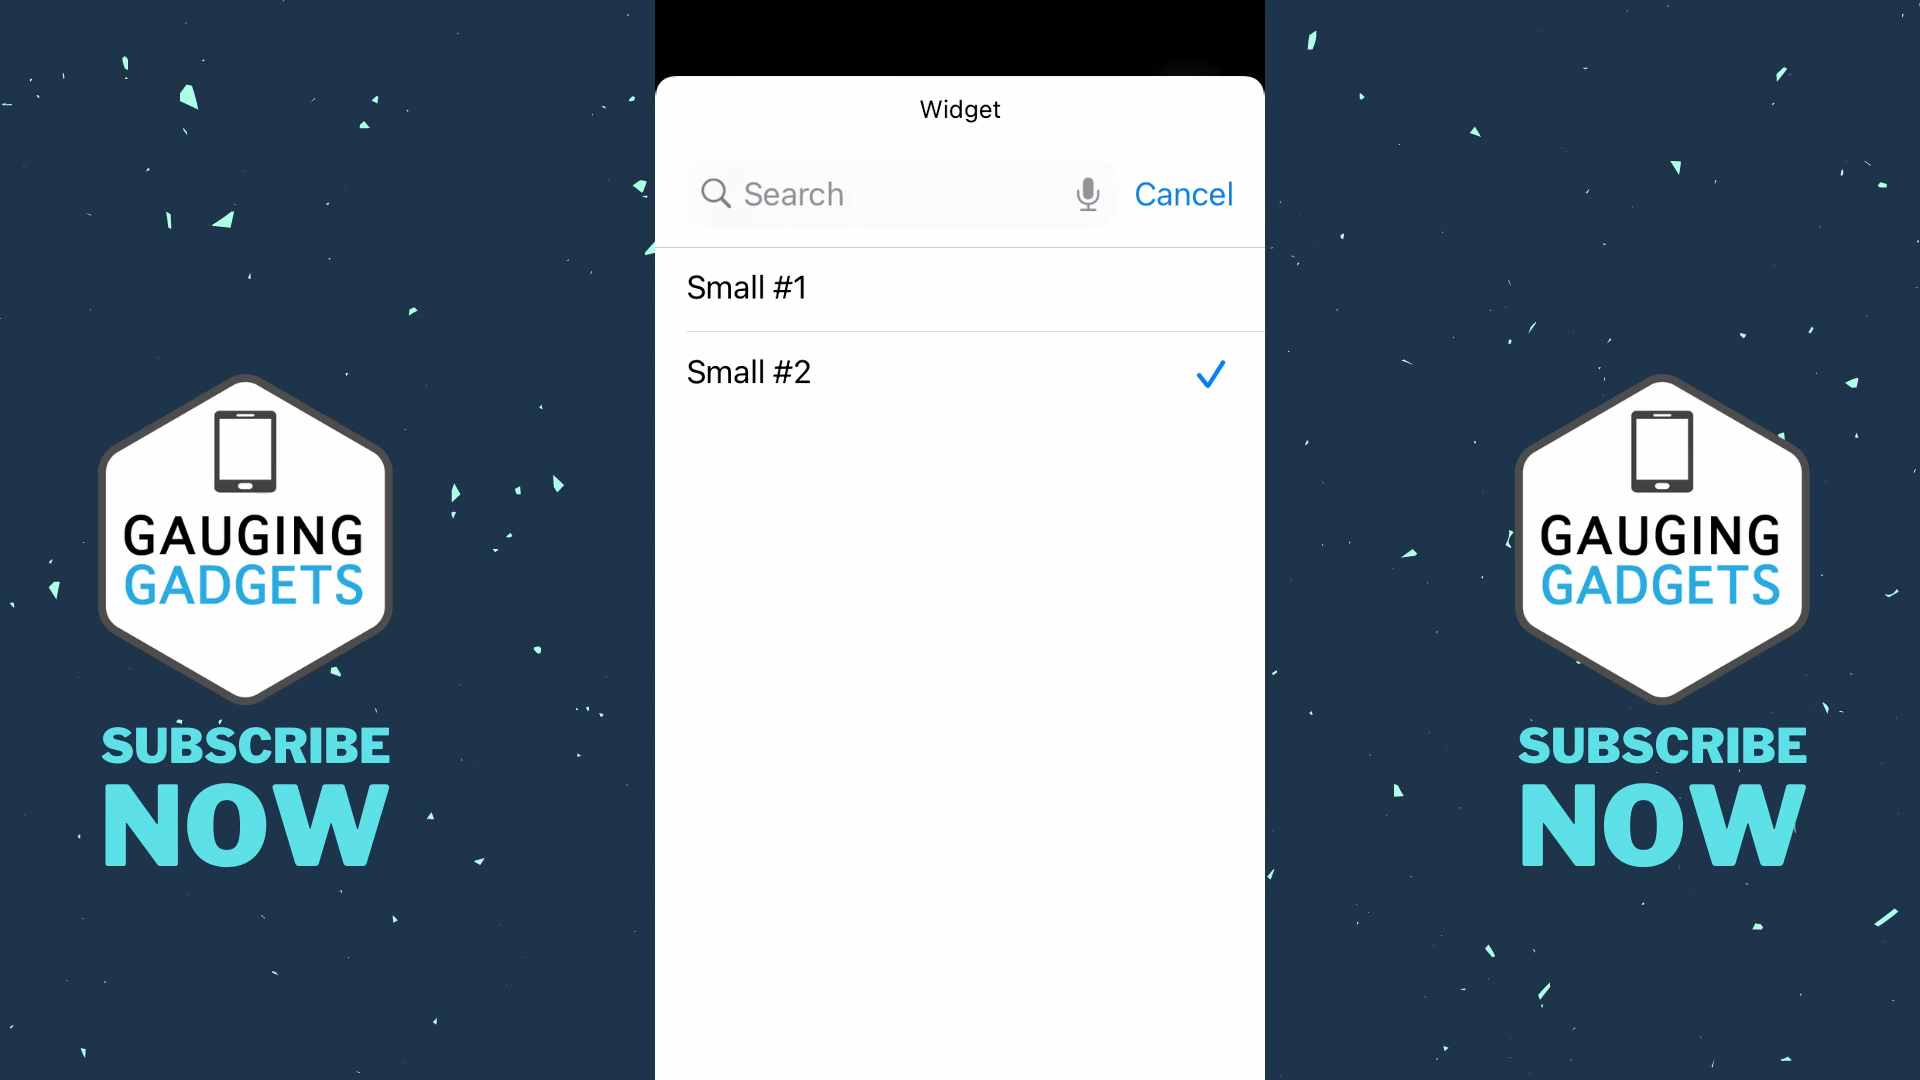 Widget
Search
Cancel
Small #1
Small #2
GAUGING
GADGETS
SUBSCRIBE
NOW
GAUGING
GADGETS
SUBSCRIBE
NOW